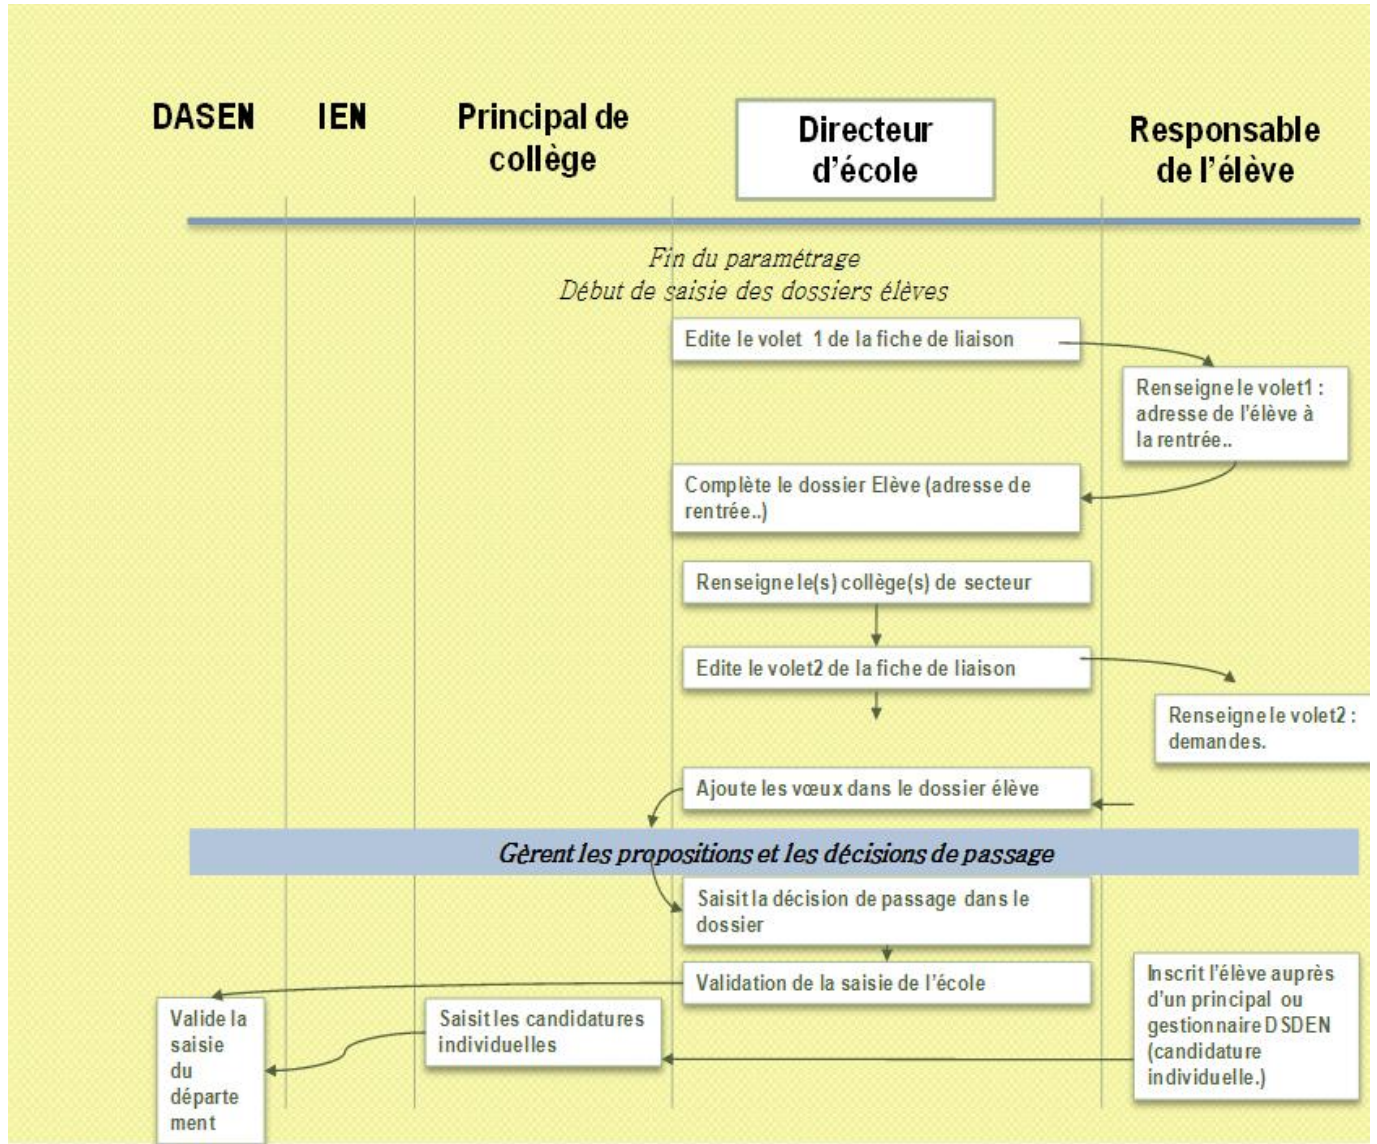 DASEN
IEN
Principal de
collège
Directeur
d'école
Responsable
de l'élève
Fin du paramétrage
Début de saisie des dossiers élèves
Edite le volet 1 de la fiche de liaison
Renseigne le volet1 :
adresse de l'élève à
la rentrée..
Complète le dossier Elève (adresse de
rentrée..)
Renseigne le(s) collège(s) de secteur
Edite le volet2 de la fiche de liaison
Renseigne le volet2 :
demandes.
Ajoute les vœux dans le dossier élève
Gèrent les propositions et les décisions de passage
Saisit la décision de passage dans le
dossier
Validation de la saisie de l'école
Inscrit l'élève auprès
d'un principal ou
gestionnaire DSDEN
(candidature
individuelle.)
Saisit les candidatures
individuelles
Valide la
saisie
du
départe
ment